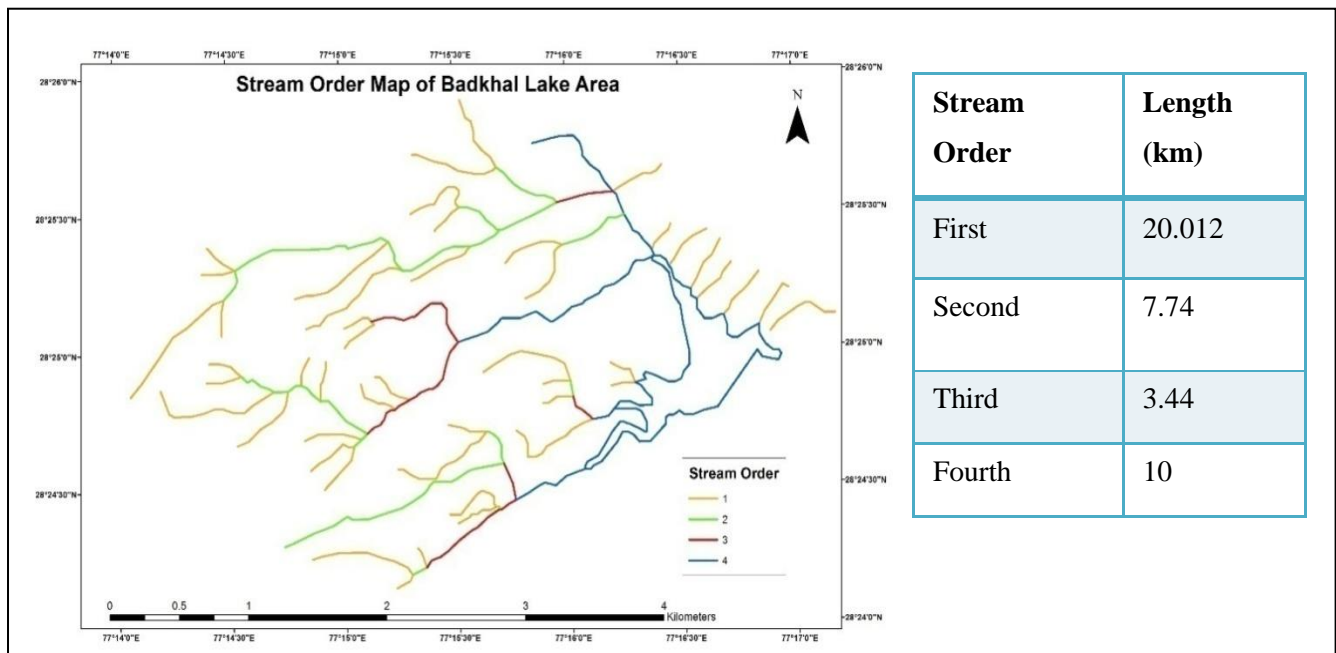 77°14'0"E 77°14'30"E 77°15'0"E 77°15'30"E 77°16'0"E 77°16'30"E 77°17'0"E
Stream Order Map of Badkhal Lake Area
N
28°26'0"N 28°26'0"N
28°25'30"N 28°25'30"N
28°25'0"N 28°25'0"N
28°24'30"N 28°24'30"N
28°24'0"N
Stream Order
1
2
3
4
0 0.5 1 2 3 4
Kilometers
77°14'0"E 77°14'30"E 77°15'0"E 77°15'30"E 77°16'0"E 77°16'30"E 77°17'0"E
Stream Order Length (km)
First 20.012
Second 7.74
Third 3.44
Fourth 10